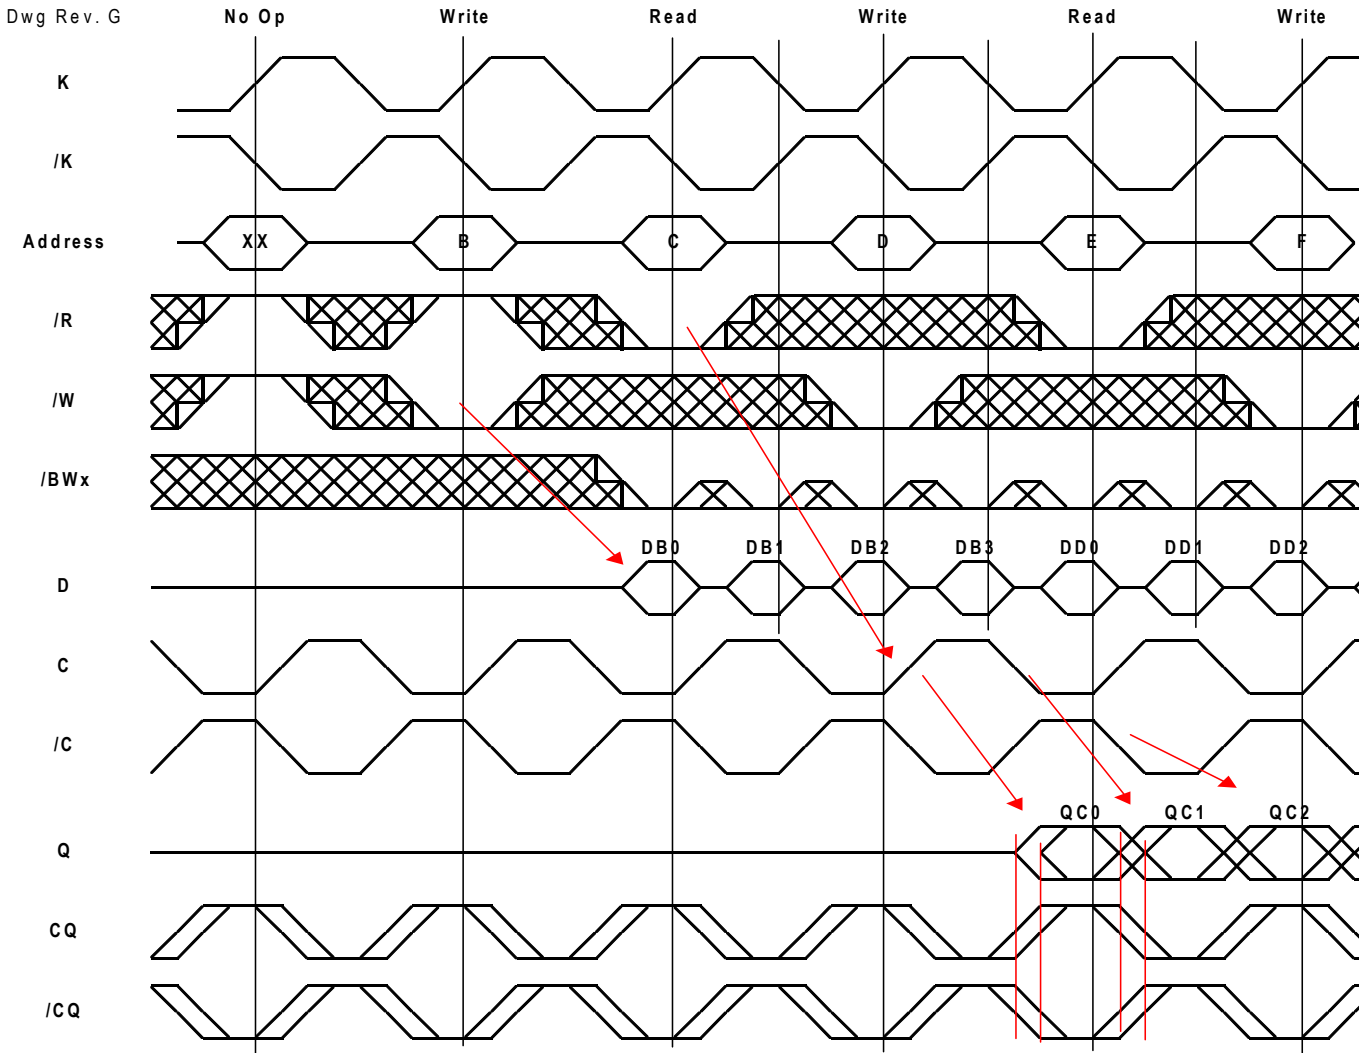 Dwg Rev. G No Op Write Read Write Read Write
K
/K
Address XX B C D E F
/R
/W
/BWx
DB0 DB1 DB2 DB3 DD0 DD1 DD2
D
C
/C
QC0 QC1 QC2
Q
CQ
/CQ